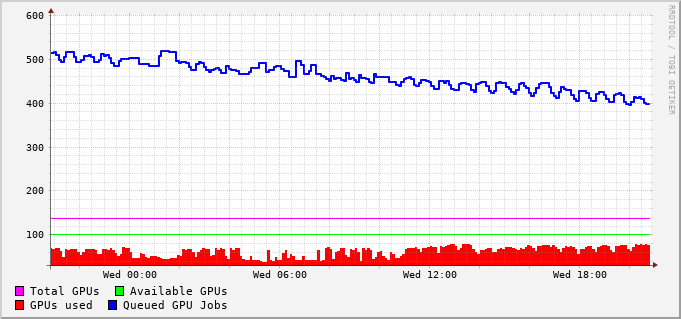 600
500
400
300
200
100
Wed 00:00 Wed 06:00 Wed 12:00 Wed 18:00
Total GPUs Available GPUs
GPUs used Queued GPU Jobs
RRDTOOL / TOBI OETIKER